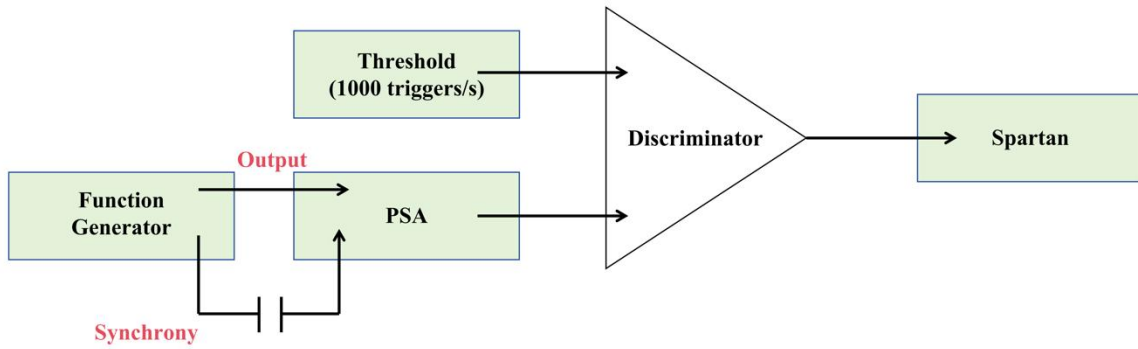 Threshold
(1000 triggers/s)
Discriminator
Spartan
Output
Function
Generator
PSA
Synchrony